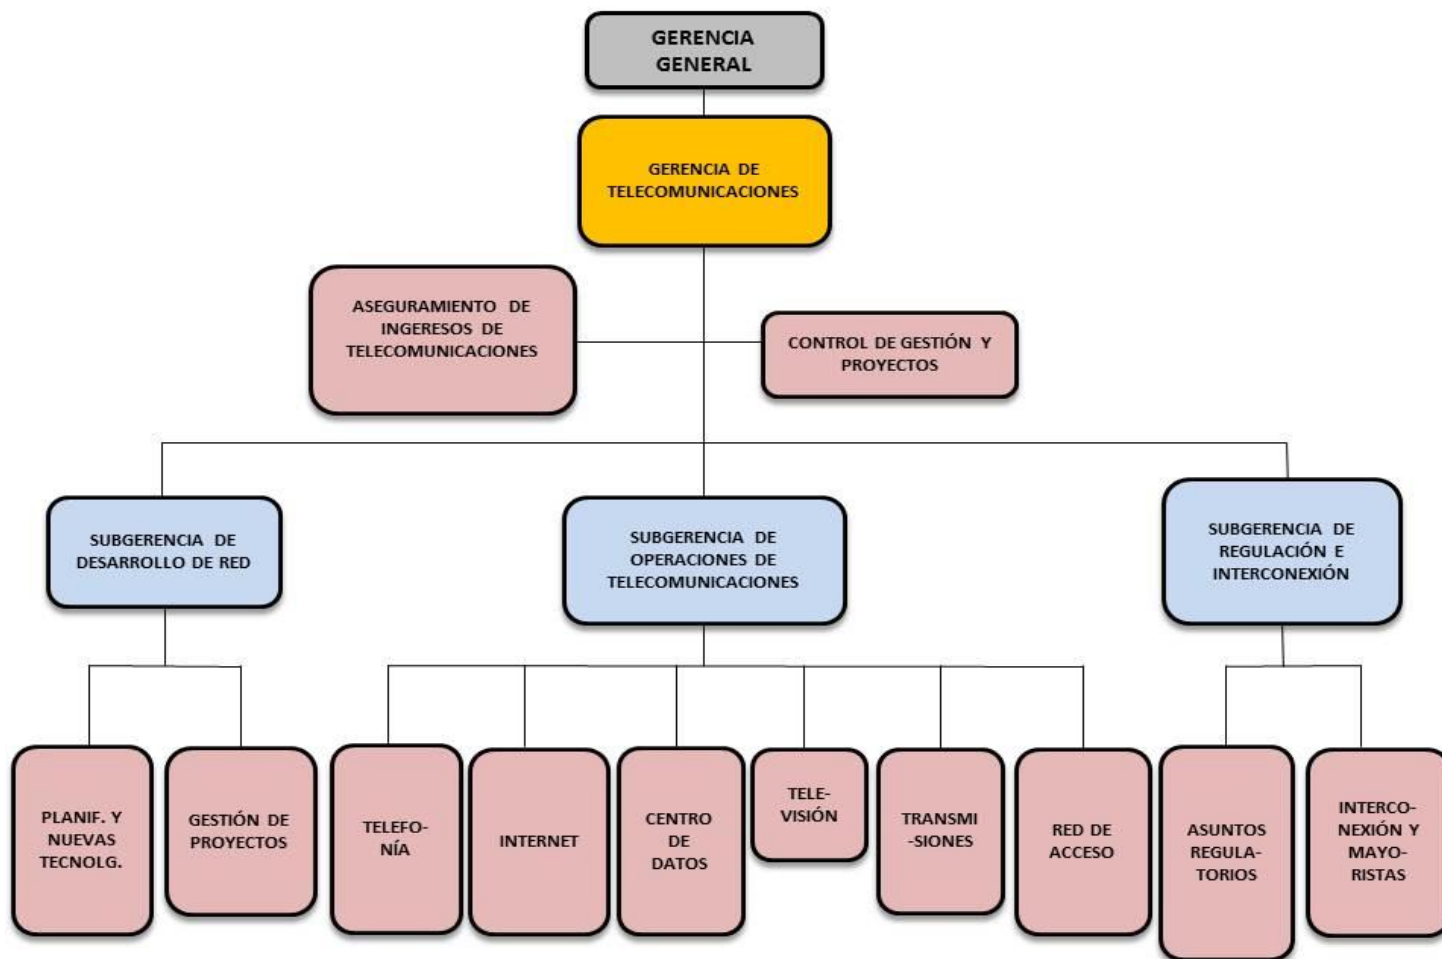 GERENCIA
GENERAL
GERENCIA DE
TELECOMUNICACIONES
ASEGURAMIENTO DE
INGERESOS DE
TELECOMUNICACIONES
CONTROL DE GESTIÓN Y
PROYECTOS
SUBGERENCIA DE
DESARROLLO DE RED
SUBGERENCIA DE
OPERACIONES DE
TELECOMUNICACIONES
SUBGERENCIA DE
REGULACIÓN E
INTERCONEXIÓN
PLANIF. Y
NUEVAS
TECNOLG.
GESTIÓN DE
PROYECTOS
TELEFO-
NÍA
INTERNET
CENTRO
DE
DATOS
TELE-
VISIÓN
TRANSMI
-SIONES
RED DE
ACCESO
ASUNTOS
REGULA-
TORIOS
INTERCO-
NEXIÓN Y
MAYO-
RISTAS